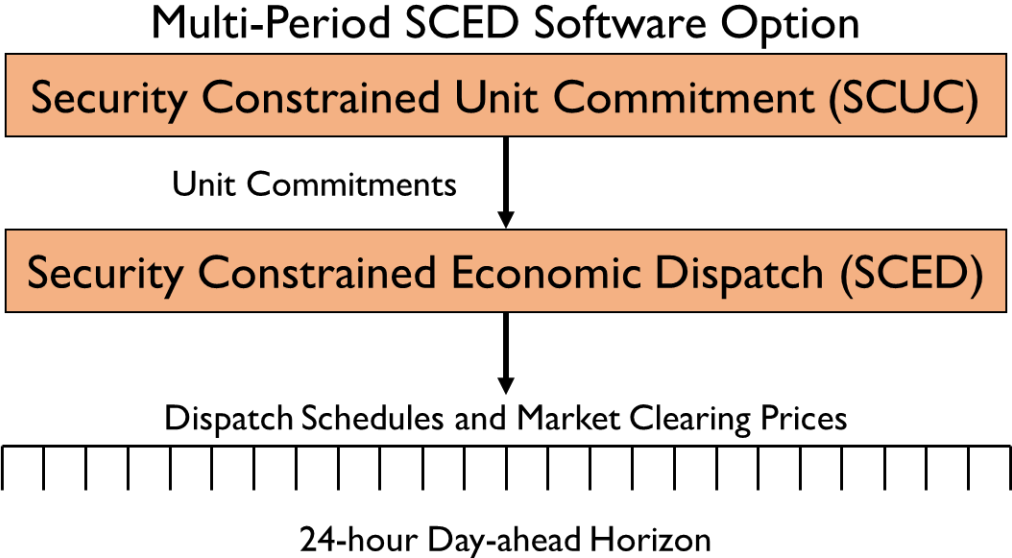 Multi-Period SCED Software Option
Security Constrained Unit Commitment (SCUC)
Unit Commitments
Security Constrained Economic Dispatch (SCED)
Dispatch Schedules and Market Clearing Prices
24-hour Day-ahead Horizon